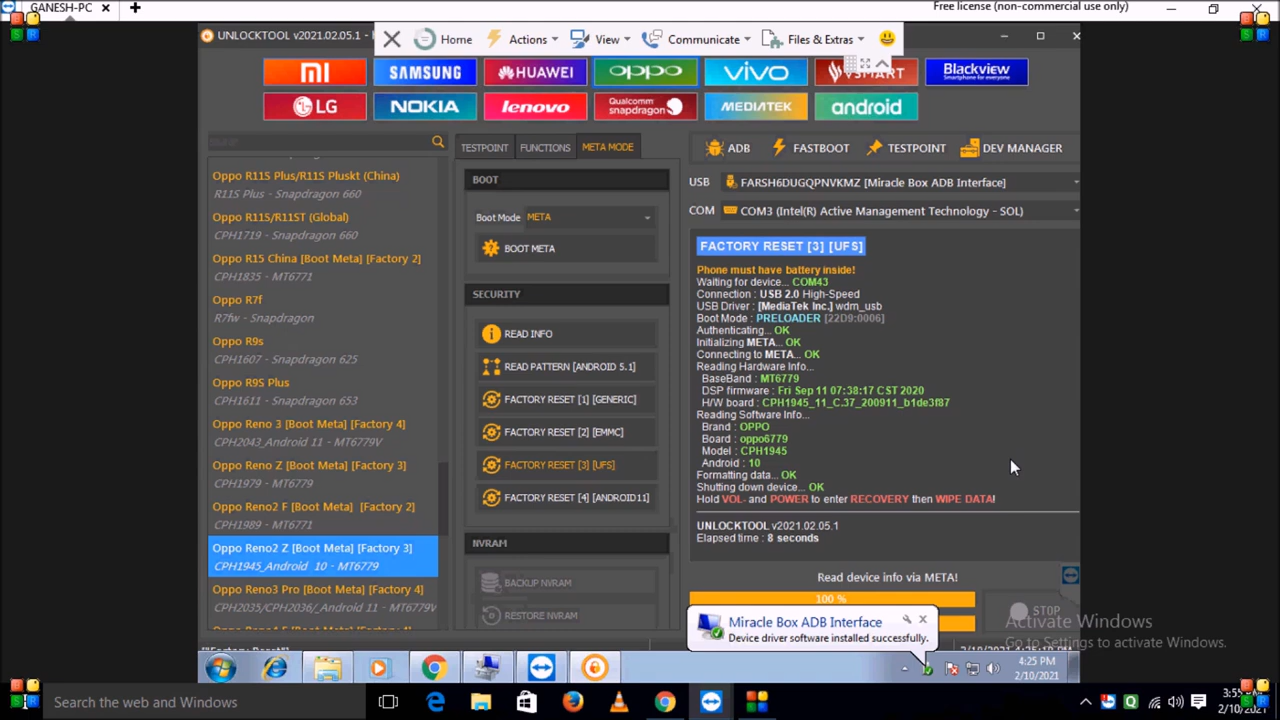 GANESH-PC
Free license (non-commercial use only)
UNLOCKTOOL v2021.02.05.1 -
Home
Actions
View
Communicate
Files & Extras
SAMSUNG
HUAWEI
oppo
vivo
VSMART
Blackview
Smartphone for everyone
LG
NOKIA
lenovo
Qualcomm
snapdragon
MEDIATEK
android
TESTPOINT
FUNCTIONS
META MODE
ADB
FASTBOOT
TESTPOINT
DEV MANAGER
USB
FARSH6DUGQPNVKMZ [Miracle Box ADB Interface]
COM
COM3 (Intel(R) Active Management Technology - SOL)
Oppo R11S Plus/R11S Pluskt (China)
R11S Plus - Snapdragon 660
Oppo R11S/R11ST (Global)
CPH1719 - Snapdragon 660
Oppo R15 China [Boot Meta] [Factory 2]
CPH1835 - MT6771
Oppo R7f
R7fw - Snapdragon
Oppo R9s
CPH1607 - Snapdragon 625
Oppo R9S Plus
CPH1611 - Snapdragon 653
Oppo Reno 3 [Boot Meta] [Factory 4]
CPH2043_Android 11 - MT6779V
Oppo Reno Z [Boot Meta] [Factory 3]
CPH1979 - MT6779
Oppo Reno2 F [Boot Meta] [Factory 2]
CPH1989 - MT6771
Oppo Reno2 Z [Boot Meta] [Factory 3]
CPH1945_Android 10 - MT6779
Oppo Reno3 Pro [Boot Meta] [Factory 4]
CPH2035/CPH2036/_Android 11 - MT6779V
BOOT
Boot Mode META
BOOT META
SECURITY
READ INFO
READ PATTERN [ANDROID 5.1]
FACTORY RESET [1] [GENERIC]
FACTORY RESET [2] [EMMC]
FACTORY RESET [3] [UFS]
FACTORY RESET [4] [ANDROID11]
NVRAM
BACKUP NVRAM
RESTORE NVRAM
FACTORY RESET [3] [UFS]
Phone must have battery inside!
Waiting for device... COM43
Connection : USB 2.0 High-Speed
USB Driver : [MediaTek Inc.] wdm_usb
Boot Mode : PRELOADER [22D9:0006]
Authenticating... OK
Initializing META... OK
Connecting to META... OK
Reading Hardware Info...
BaseBand : MT6779
DSP firmware : Fri Sep 11 07:38:17 CST 2020
H/W board : CPH1945_11_C.37_200911_b1de3f87
Reading Software Info...
Brand : OPPO
Board : oppo6779
Model : CPH1945
Android : 10
Formatting data... OK
Shutting down device... OK
Hold VOL- and POWER to enter RECOVERY then WIPE DATA!
UNLOCKTOOL v2021.02.05.1
Elapsed time : 8 seconds
Read device info via META!
100 %
STOP
Miracle Box ADB Interface
Device driver software installed successfully.
Activate Windows
Go to Settings to activate Windows.
4:25 PM
2/10/2021
Search the web and Windows
2/10/2021